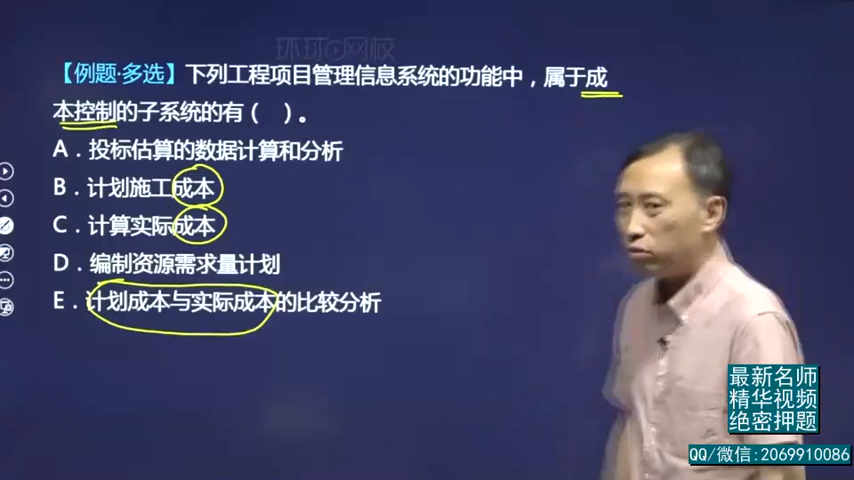 环球网校
【例题·多选】下列工程项目管理信息系统的功能中，属于成
本控制的子系统的有（ ）。
A．投标估算的数据计算和分析
B．计划施工成本
C．计算实际成本
D．编制资源需求量计划
E．计划成本与实际成本的比较分析
最新名师
精华视频
绝密押题
QQ/微信:2069910086